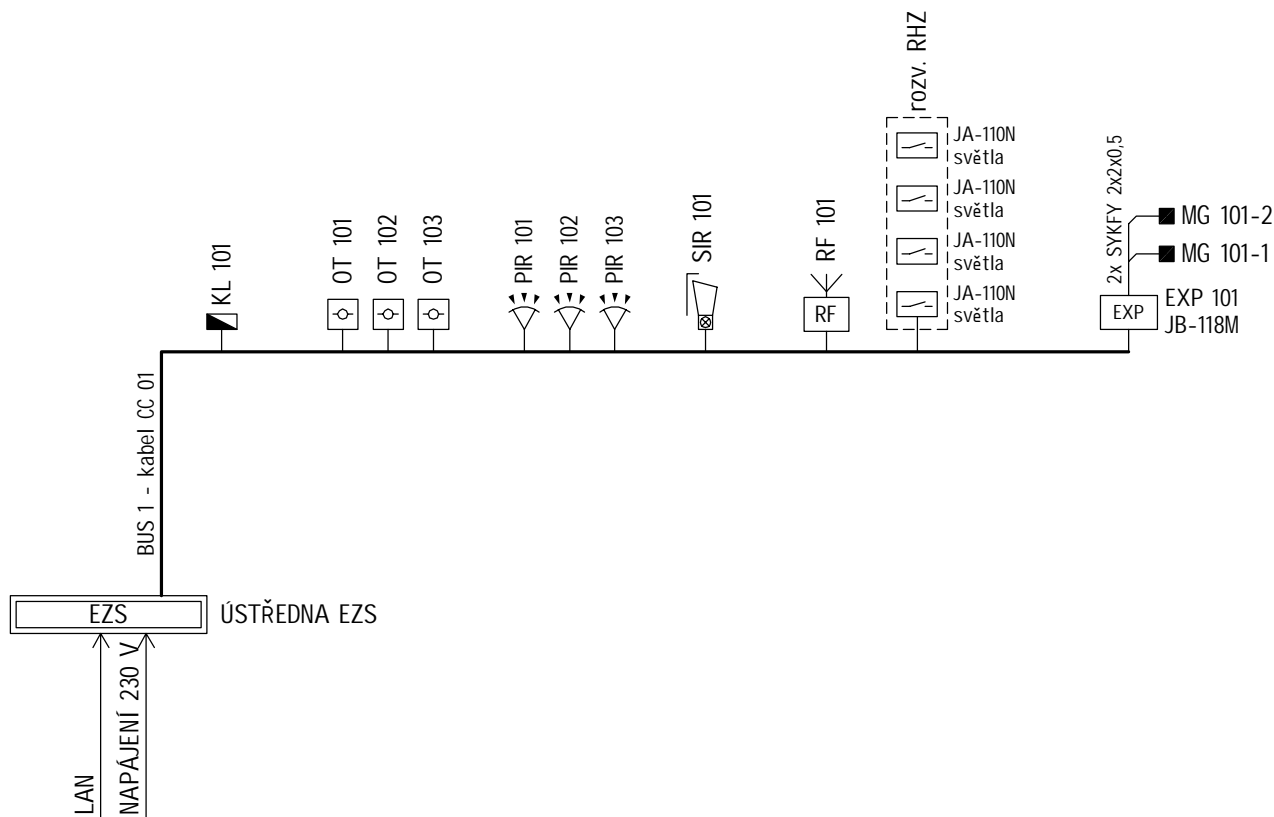 rozv. RHZ
JA-110N
světla
JA-110N
světla
JA-110N
světla
JA-110N
světla
2x SYKFY 2x2x0,5
MG 101-2
MG 101-1
EXP 101
JB-118M
EXP
KL 101
OT 101
OT 102
OT 103
PIR 101
PIR 102
PIR 103
SIR 101
RF 101
RF
BUS 1 - kabel CC 01
EZS
ÚSTŘEDNA EZS
LAN
NAPÁJENÍ 230 V